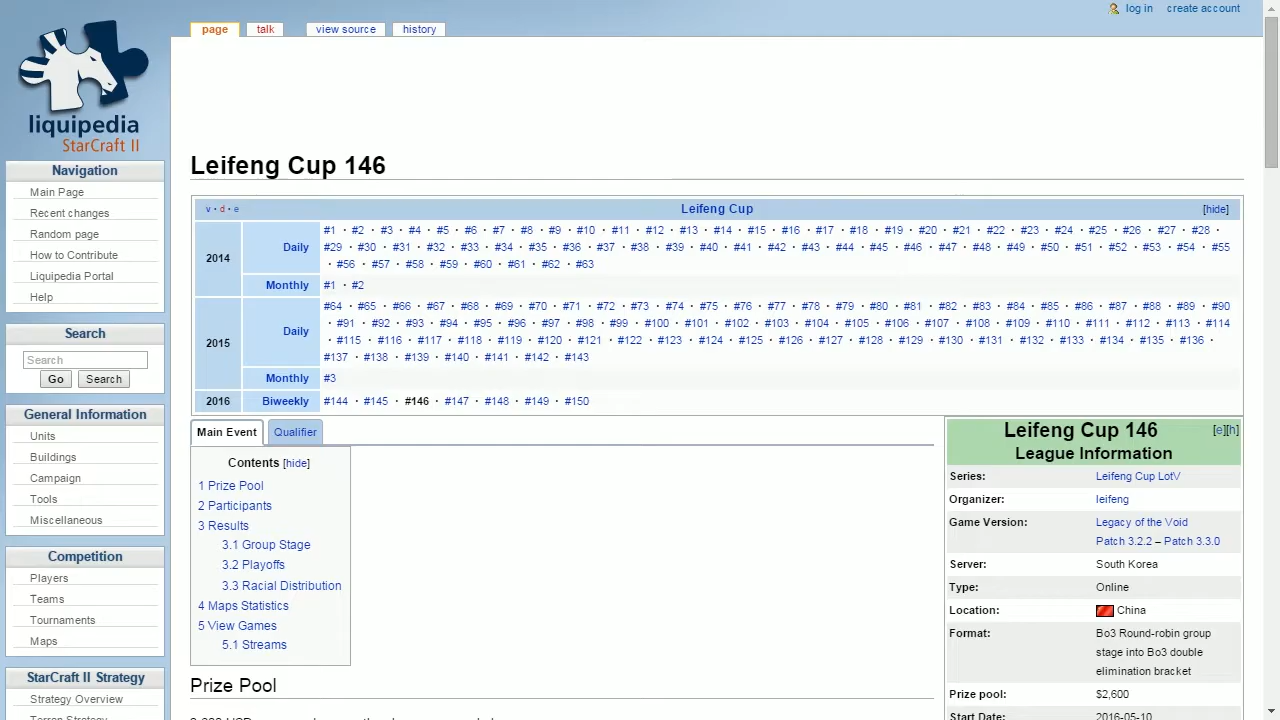 log in create account
page talk view source history
liquipedia
StarCraft II
Leifeng Cup 146
v · d · e Leifeng Cup [hide]
2014
Daily
#1 · #2 · #3 · #4 · #5 · #6 · #7 · #8 · #9 · #10 · #11 · #12 · #13 · #14 · #15 · #16 · #17 · #18 · #19 · #20 · #21 · #22 · #23 · #24 · #25 · #26 · #27 · #28 ·
#29 · #30 · #31 · #32 · #33 · #34 · #35 · #36 · #37 · #38 · #39 · #40 · #41 · #42 · #43 · #44 · #45 · #46 · #47 · #48 · #49 · #50 · #51 · #52 · #53 · #54 · #55
· #56 · #57 · #58 · #59 · #60 · #61 · #62 · #63
Monthly #1 · #2
2015
Daily
#64 · #65 · #66 · #67 · #68 · #69 · #70 · #71 · #72 · #73 · #74 · #75 · #76 · #77 · #78 · #79 · #80 · #81 · #82 · #83 · #84 · #85 · #86 · #87 · #88 · #89 · #90
· #91 · #92 · #93 · #94 · #95 · #96 · #97 · #98 · #99 · #100 · #101 · #102 · #103 · #104 · #105 · #106 · #107 · #108 · #109 · #110 · #111 · #112 · #113 · #114
· #115 · #116 · #117 · #118 · #119 · #120 · #121 · #122 · #123 · #124 · #125 · #126 · #127 · #128 · #129 · #130 · #131 · #132 · #133 · #134 · #135 · #136 ·
#137 · #138 · #139 · #140 · #141 · #142 · #143
Monthly #3
2016 Biweekly #144 · #145 · #146 · #147 · #148 · #149 · #150
Main Event Qualifier
Contents [hide]
1 Prize Pool
2 Participants
3 Results
3.1 Group Stage
3.2 Playoffs
3.3 Racial Distribution
4 Maps Statistics
5 View Games
5.1 Streams
Prize Pool
Leifeng Cup 146 [e][h]
League Information
Series: Leifeng Cup LotV
Organizer: leifeng
Game Version: Legacy of the Void
Patch 3.2.2 – Patch 3.3.0
Server: South Korea
Type: Online
Location: China
Format: Bo3 Round-robin group
stage into Bo3 double
elimination bracket
Prize pool: $2,600
Start Date: 2016-05-10
Navigation
Main Page
Recent changes
Random page
How to Contribute
Liquipedia Portal
Help
Search
Search
Go Search
General Information
Units
Buildings
Campaign
Tools
Miscellaneous
Competition
Players
Teams
Tournaments
Maps
StarCraft II Strategy
Strategy Overview
Terran Strategy